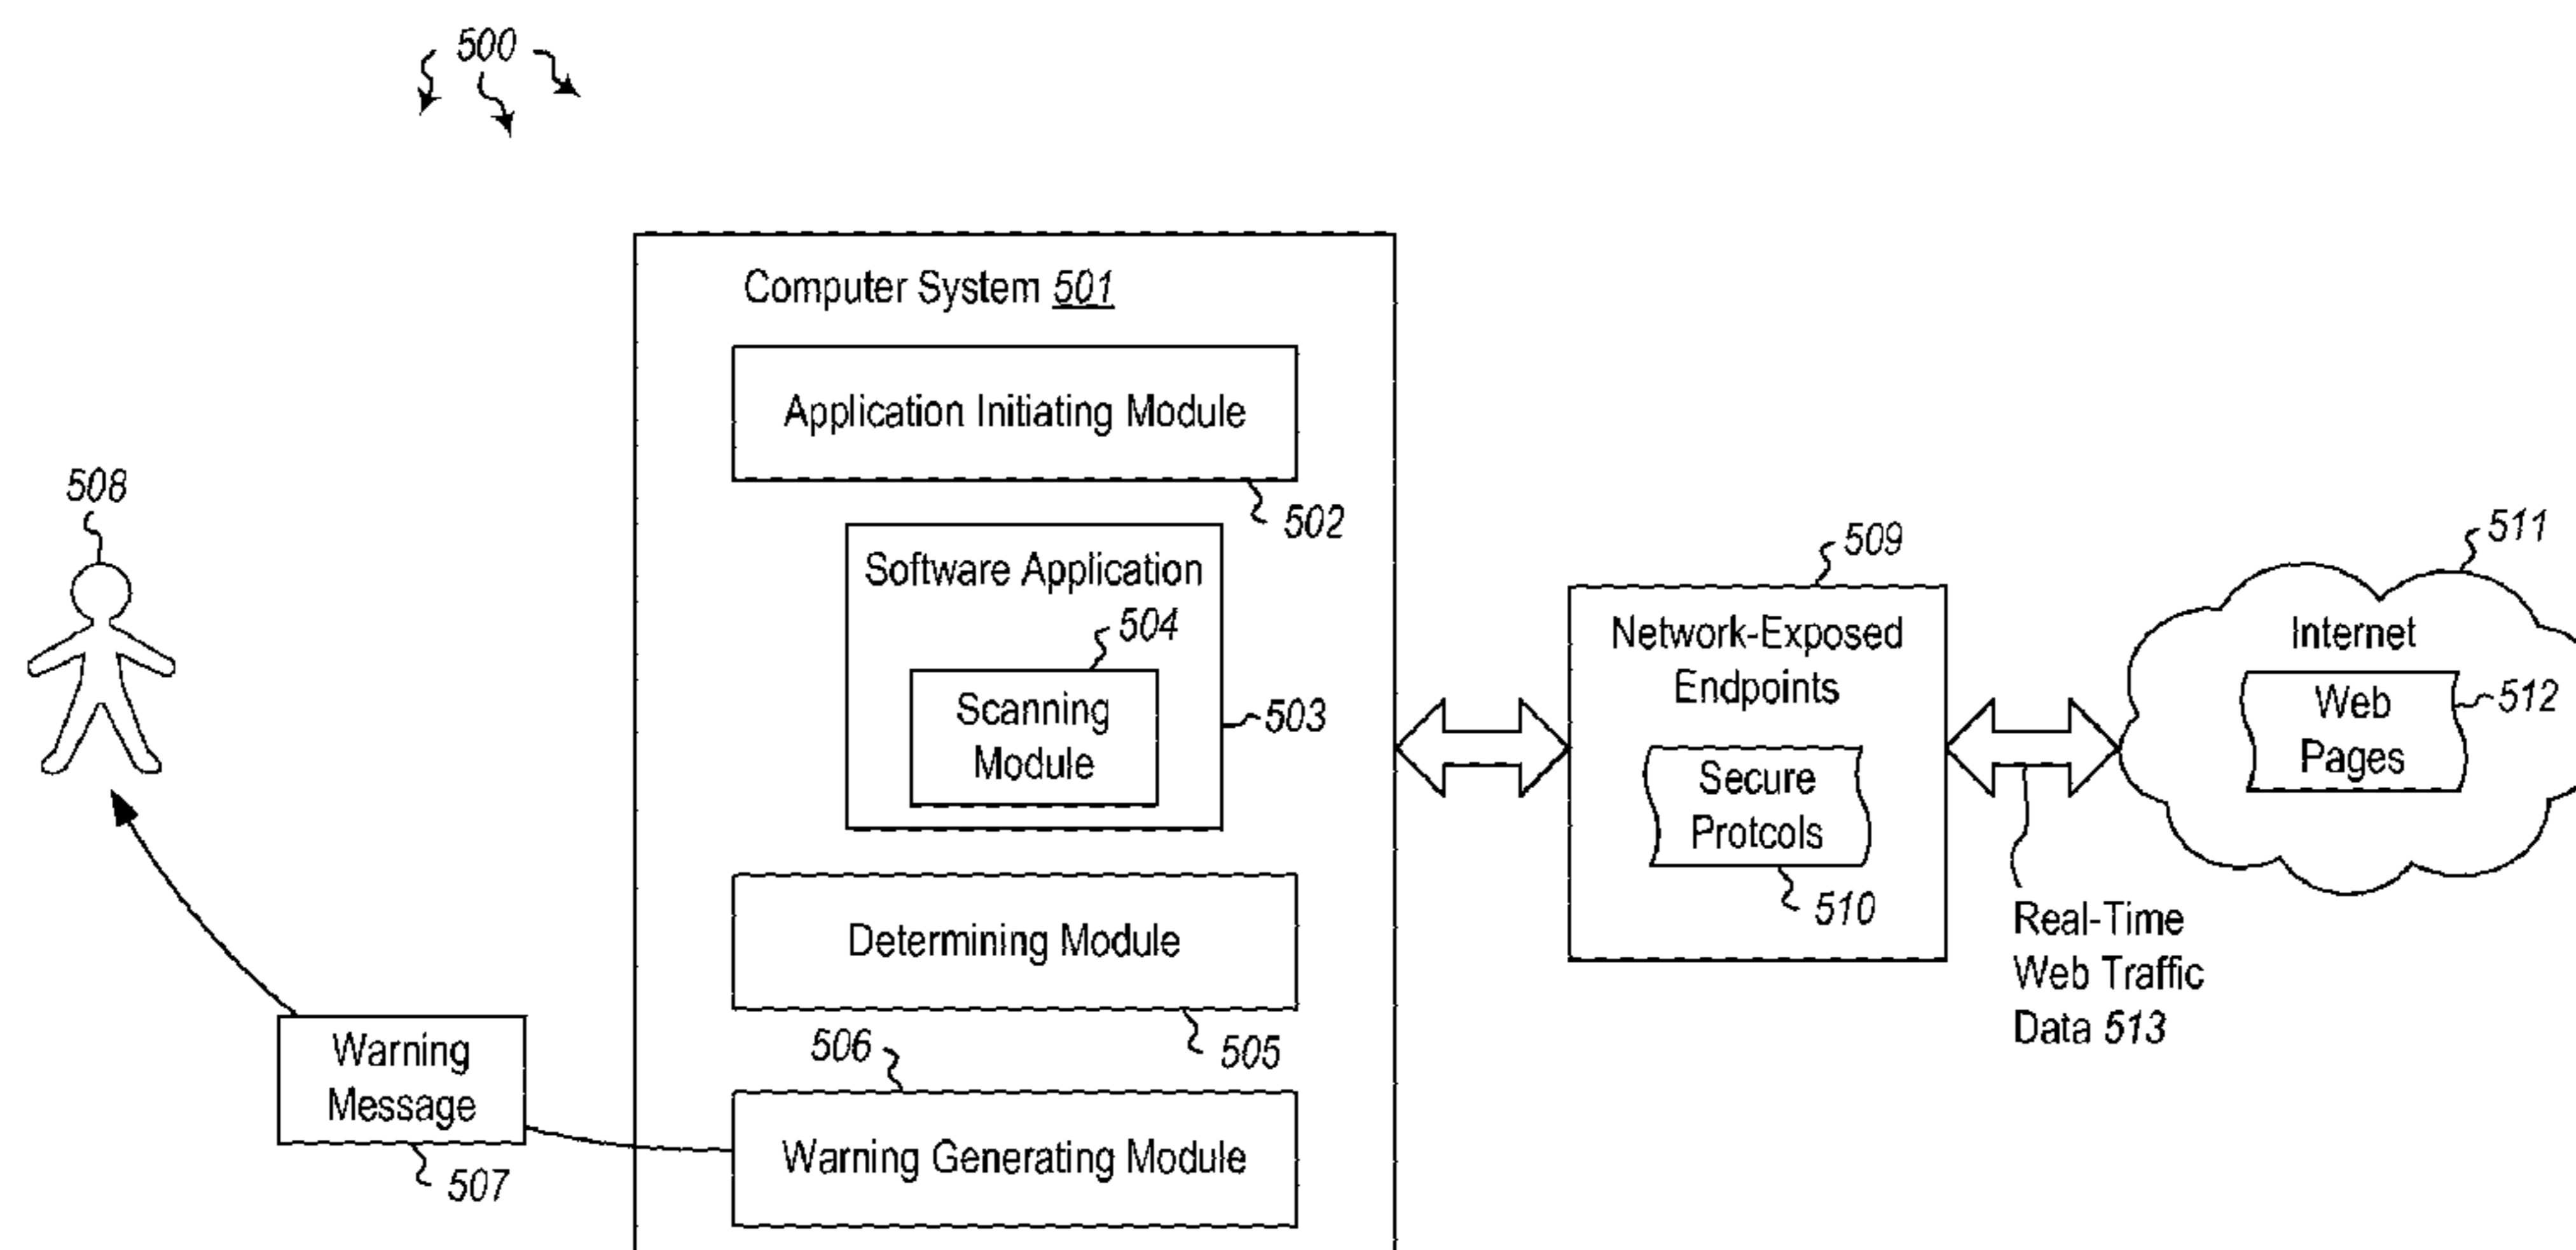 500
Computer System 501
Application Initiating Module
502
Software Application
504
Scanning
Module
503
Determining Module
505
506
Warning Generating Module
508
Warning
Message
507
509
Network-Exposed
Endpoints
Secure
Protcols
510
511
Internet
Web
Pages
512
Real-Time
Web Traffic
Data 513